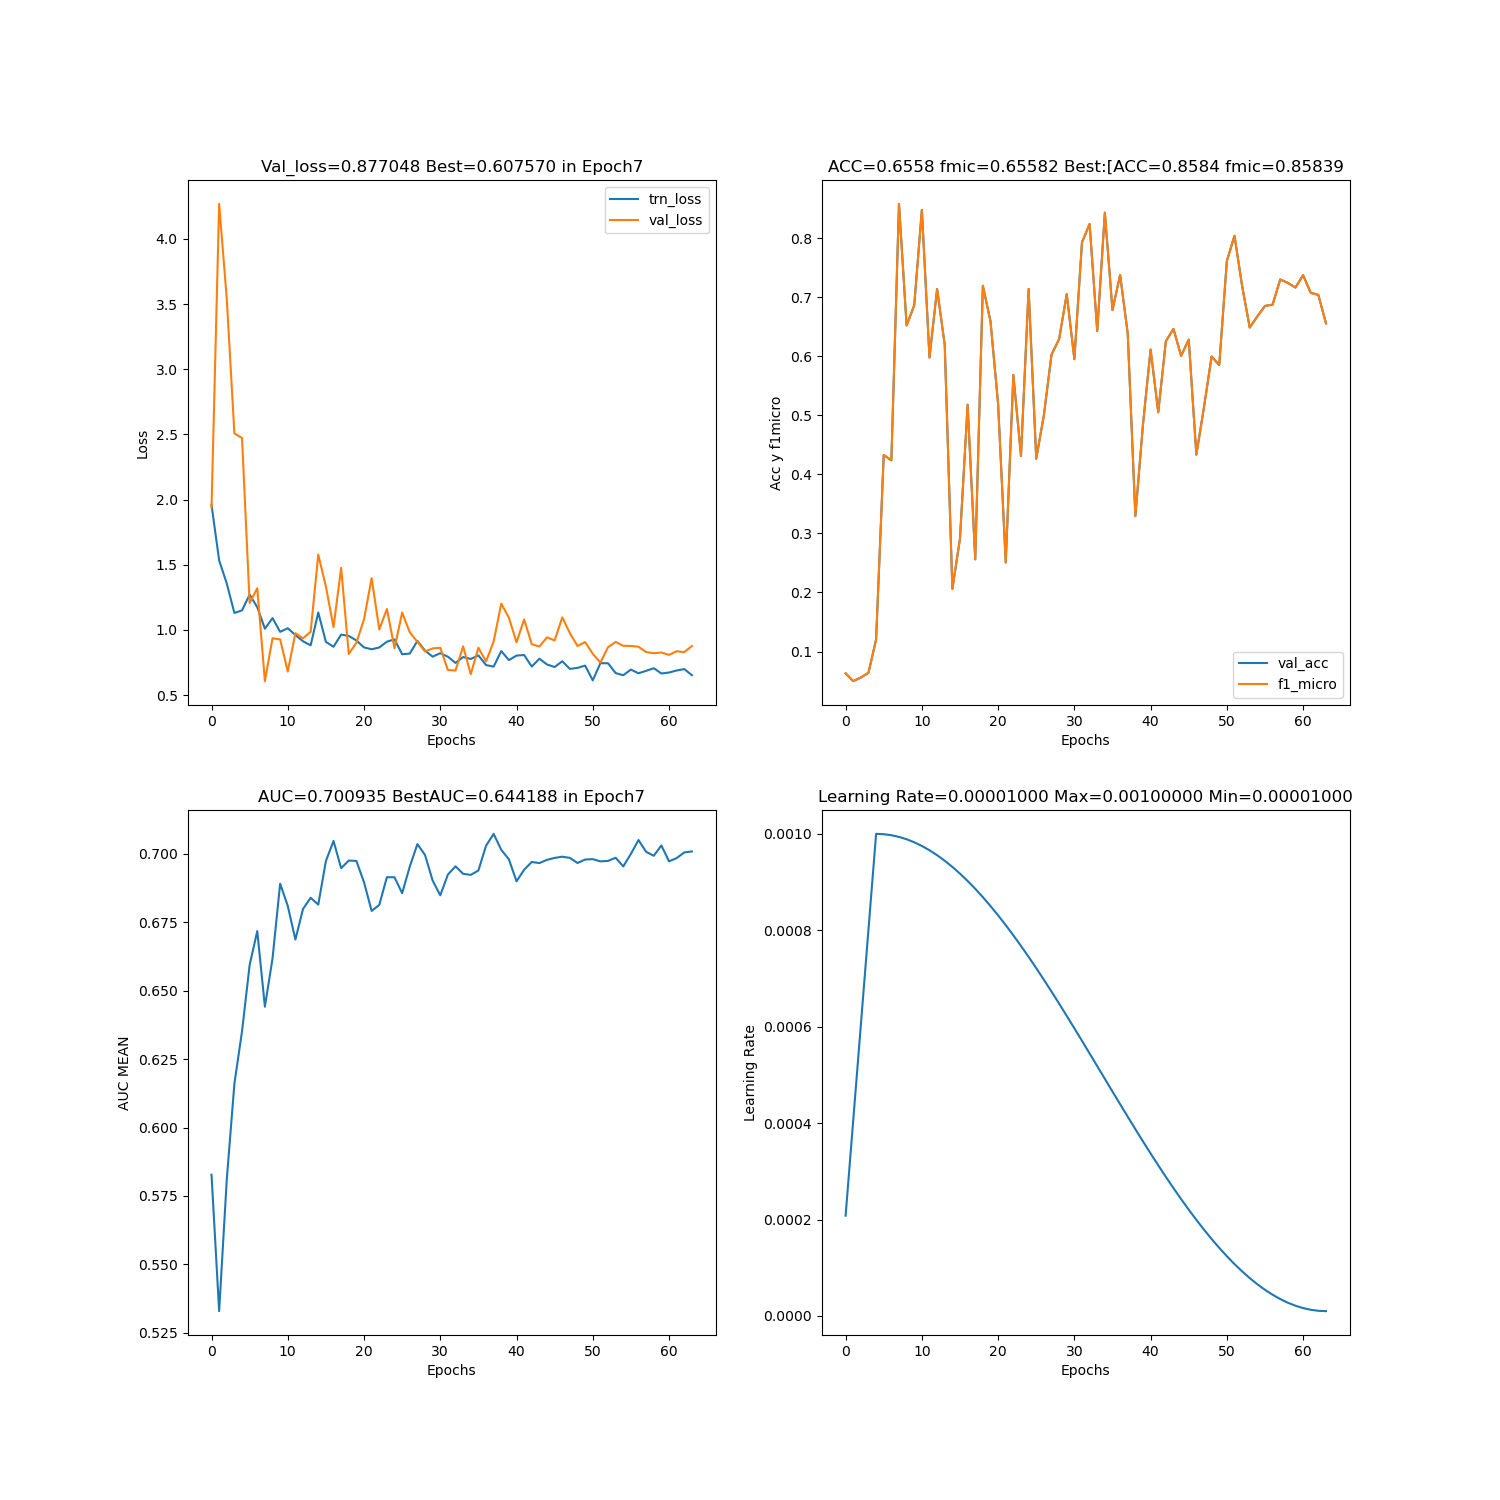 Val_loss=0.877048 Best=0.607570 in Epoch7
trn_loss
val_loss
Loss
4.0
3.5
3.0
2.5
2.0
1.5
1.0
0.5
0 10 20 30 40 50 60
Epochs
ACC=0.6558 fmic=0.65582 Best:[ACC=0.8584 fmic=0.85839
Acc y f1micro
0.8
0.7
0.6
0.5
0.4
0.3
0.2
0.1
val_acc
f1_micro
0 10 20 30 40 50 60
Epochs
AUC=0.700935 BestAUC=0.644188 in Epoch7
AUC MEAN
0.700
0.675
0.650
0.625
0.600
0.575
0.550
0.525
0 10 20 30 40 50 60
Epochs
Learning Rate=0.00001000 Max=0.00100000 Min=0.00001000
Learning Rate
0.0010
0.0008
0.0006
0.0004
0.0002
0.0000
0 10 20 30 40 50 60
Epochs